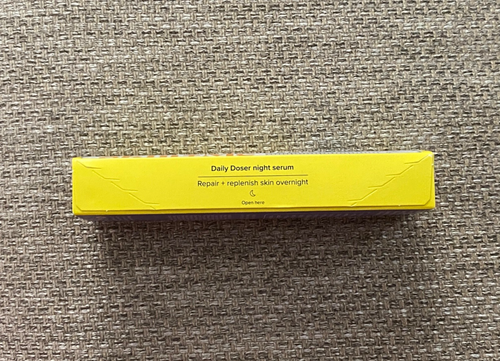 Daily Doser night serum
Repair + replenish skin overnight
Open here